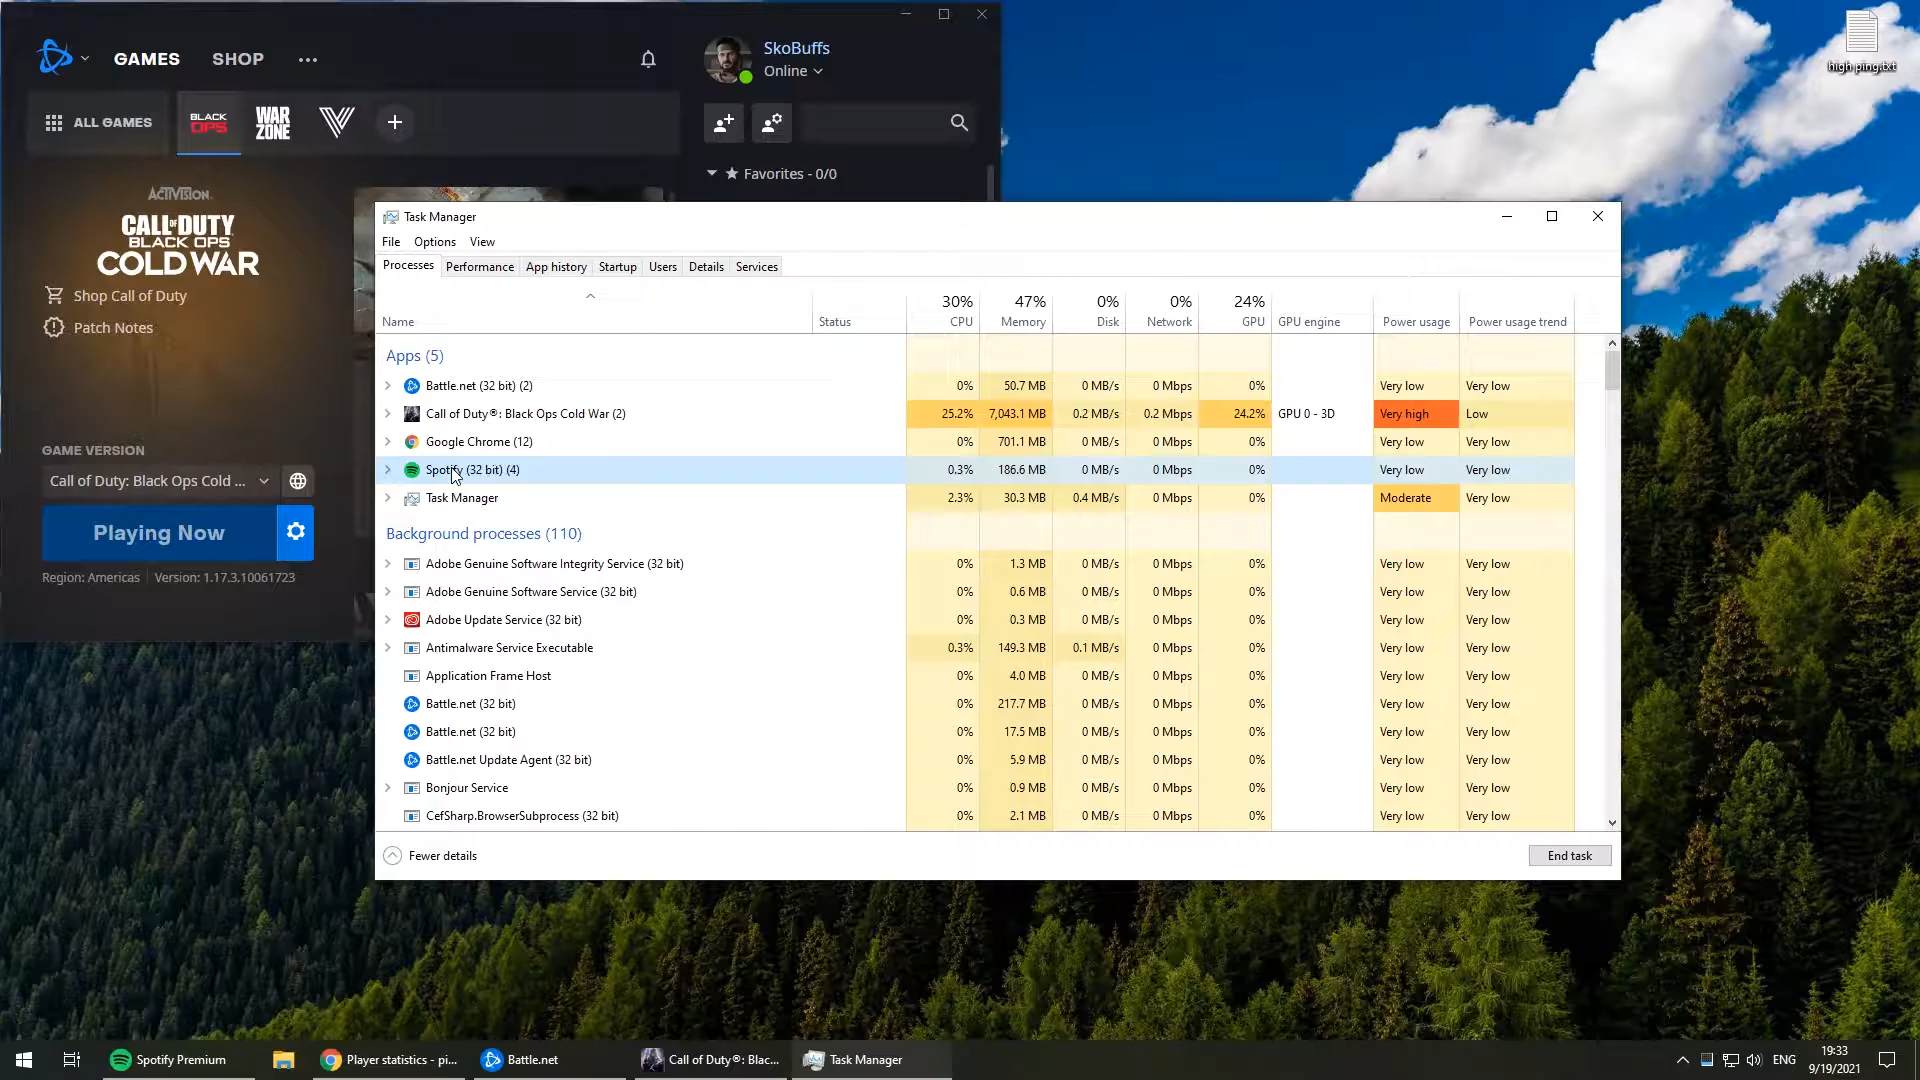 GAMES
SHOP
SkoBuffs
Online
ALL GAMES
BLACK OPS
WAR ZONE
Favorites - 0/0
ACTIVISION
CALL OF DUTY
BLACK OPS
COLD WAR
Shop Call of Duty
Patch Notes
GAME VERSION
Call of Duty: Black Ops Cold ...
Playing Now
Region: Americas
Version: 1.17.3.10061723
high ping.txt
Task Manager
File Options View
Processes Performance App history Startup Users Details Services
30% 47% 0% 0% 24%
Name Status CPU Memory Disk Network GPU GPU engine Power usage Power usage trend
Apps (5)
Battle.net (32 bit) (2) 0% 50.7 MB 0 MB/s 0 Mbps 0% Very low Very low
Call of Duty®: Black Ops Cold War (2) 25.2% 7,043.1 MB 0.2 MB/s 0.2 Mbps 24.2% GPU 0 - 3D Very high Low
Google Chrome (12) 0% 701.1 MB 0 MB/s 0 Mbps 0% Very low Very low
Spotify (32 bit) (4) 0.3% 186.6 MB 0 MB/s 0 Mbps 0% Very low Very low
Task Manager 2.3% 30.3 MB 0.4 MB/s 0 Mbps 0% Moderate Very low
Background processes (110)
Adobe Genuine Software Integrity Service (32 bit) 0% 1.3 MB 0 MB/s 0 Mbps 0% Very low Very low
Adobe Genuine Software Service (32 bit) 0% 0.6 MB 0 MB/s 0 Mbps 0% Very low Very low
Adobe Update Service (32 bit) 0% 0.3 MB 0 MB/s 0 Mbps 0% Very low Very low
Antimalware Service Executable 0.3% 149.3 MB 0.1 MB/s 0 Mbps 0% Very low Very low
Application Frame Host 0% 4.0 MB 0 MB/s 0 Mbps 0% Very low Very low
Battle.net (32 bit) 0% 217.7 MB 0 MB/s 0 Mbps 0% Very low Very low
Battle.net (32 bit) 0% 17.5 MB 0 MB/s 0 Mbps 0% Very low Very low
Battle.net Update Agent (32 bit) 0% 5.9 MB 0 MB/s 0 Mbps 0% Very low Very low
Bonjour Service 0% 0.9 MB 0 MB/s 0 Mbps 0% Very low Very low
CefSharp.BrowserSubprocess (32 bit) 0% 2.1 MB 0 MB/s 0 Mbps 0% Very low Very low
Fewer details
End task
Spotify Premium
Player statistics - pi...
Battle.net
Call of Duty®: Blac...
Task Manager
ENG
19:33
9/19/2021